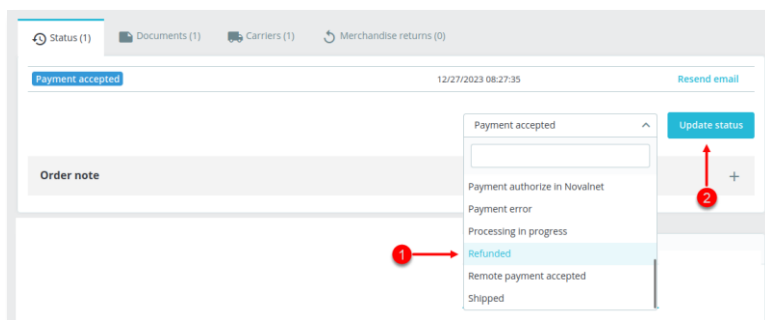 Status (1) Documents (1) Carriers (1) Merchandise returns (0)
Payment accepted 12/27/2023 08:27:35 Resend email
Payment accepted Update status
Order note +
Payment authorize in Novalnet
Payment error
2
Processing in progress
1 Refunded
Remote payment accepted
Shipped